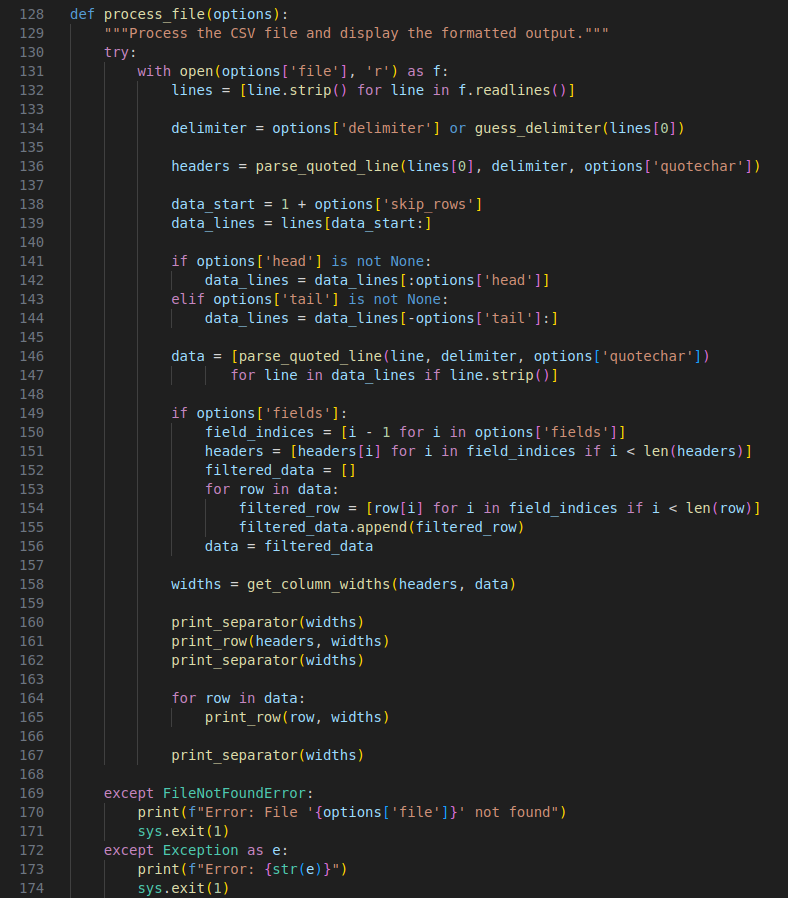 128 def process_file(options):
129     """Process the CSV file and display the formatted output."""
130     try:
131         with open(options['file'], 'r') as f:
132             lines = [line.strip() for line in f.readlines()]
133
134             delimiter = options['delimiter'] or guess_delimiter(lines[0])
135
136             headers = parse_quoted_line(lines[0], delimiter, options['quotechar'])
137
138             data_start = 1 + options['skip_rows']
139             data_lines = lines[data_start:]
140
141             if options['head'] is not None:
142                 data_lines = data_lines[:options['head']]
143             elif options['tail'] is not None:
144                 data_lines = data_lines[-options['tail']:]
145
146             data = [parse_quoted_line(line, delimiter, options['quotechar'])
147                    for line in data_lines if line.strip()]
148
149             if options['fields']:
150                 field_indices = [i - 1 for i in options['fields']]
151                 headers = [headers[i] for i in field_indices if i < len(headers)]
152                 filtered_data = []
153                 for row in data:
154                     filtered_row = [row[i] for i in field_indices if i < len(row)]
155                     filtered_data.append(filtered_row)
156                 data = filtered_data
157
158             widths = get_column_widths(headers, data)
159
160             print_separator(widths)
161             print_row(headers, widths)
162             print_separator(widths)
163
164             for row in data:
165                 print_row(row, widths)
166
167             print_separator(widths)
168
169     except FileNotFoundError:
170         print(f"Error: File '{options['file']}' not found")
171         sys.exit(1)
172     except Exception as e:
173         print(f"Error: {str(e)}")
174         sys.exit(1)